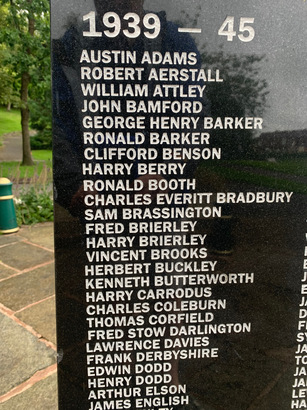 1939 – 45
AUSTIN ADAMS
ROBERT AERSTALL
WILLIAM ATTLEY
JOHN BAMFORD
GEORGE HENRY BARKER
RONALD BARKER
CLIFFORD BENSON
HARRY BERRY
RONALD BOOTH
CHARLES EVERITT BRADBURY
SAM BRASSINGTON
FRED BRIERLEY
HARRY BRIERLEY
VINCENT BROOKS
HERBERT BUCKLEY
KENNETH BUTTERWORTH
HARRY CARRODUS
CHARLES COLEBURN
THOMAS CORFIELD
FRED STOW DARLINGTON
LAWRENCE DAVIES
FRANK DERBYSHIRE
EDWIN DODD
HENRY DODD
ARTHUR ELSON
JAMES ENGLISH